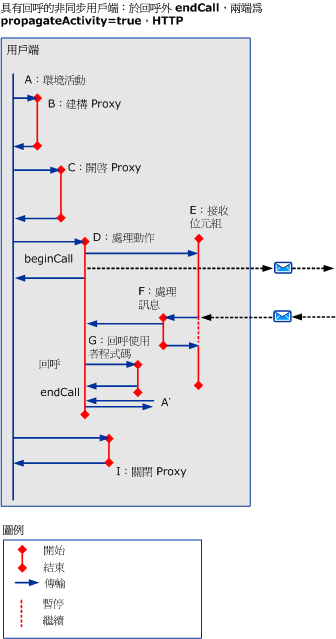 具有回呼的非同步用戶端：於回呼外 endCall，兩端為
propagateActivity=true，HTTP
用戶端
A：環境活動
B：建構 Proxy
C：開啟 Proxy
E：接收
位元組
D：處理動作
beginCall
F：處理
訊息
G：回呼使用
者程式碼
回呼
endCall
A'
I：關閉 Proxy
圖例
開始
結束
傳輸
暫停
繼續